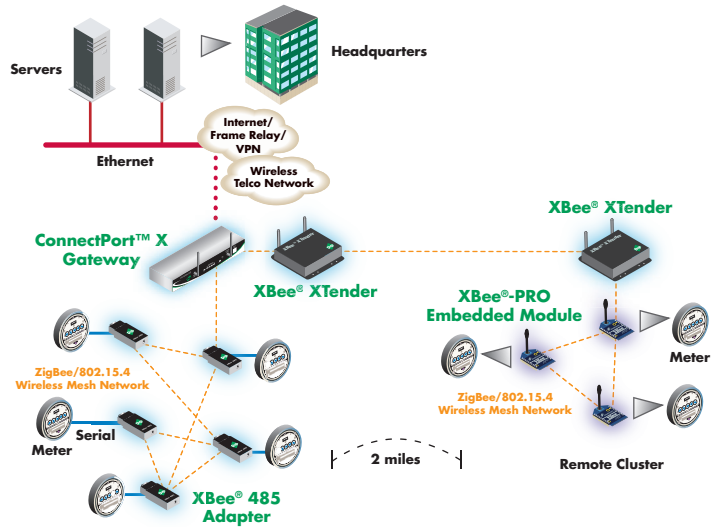 Servers
Headquarters
Internet/
Frame Relay/
VPN
Ethernet
Wireless
Telco Network
ConnectPort™ X
Gateway
XBee® XTender
XBee® XTender
XBee®-PRO
Embedded Module
Meter
ZigBee/802.15.4
Wireless Mesh Network
ZigBee/802.15.4
Wireless Mesh Network
Serial
Meter
2 miles
Remote Cluster
XBee® 485
Adapter